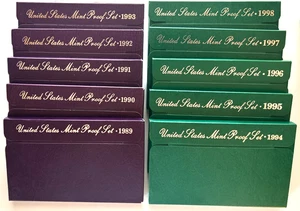 United States Mint Proof Set • 1993
United States Mint Proof Set • 1992
United States Mint Proof Set • 1991
United States Mint Proof Set • 1990
United States Mint Proof Set • 1989
United States Mint Proof Set • 1998
United States Mint Proof Set • 1997
United States Mint Proof Set • 1996
United States Mint Proof Set • 1995
United States Mint Proof Set • 1994